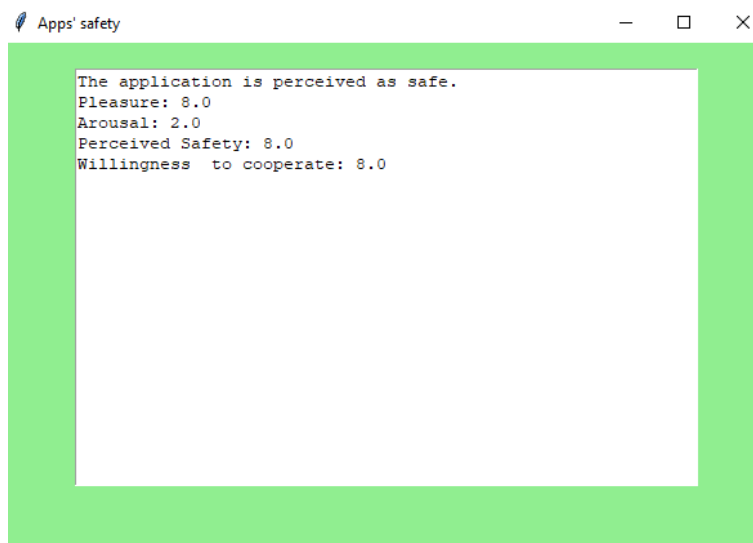 Apps' safety
The application is perceived as safe.
Pleasure: 8.0
Arousal: 2.0
Perceived Safety: 8.0
Willingness  to cooperate: 8.0